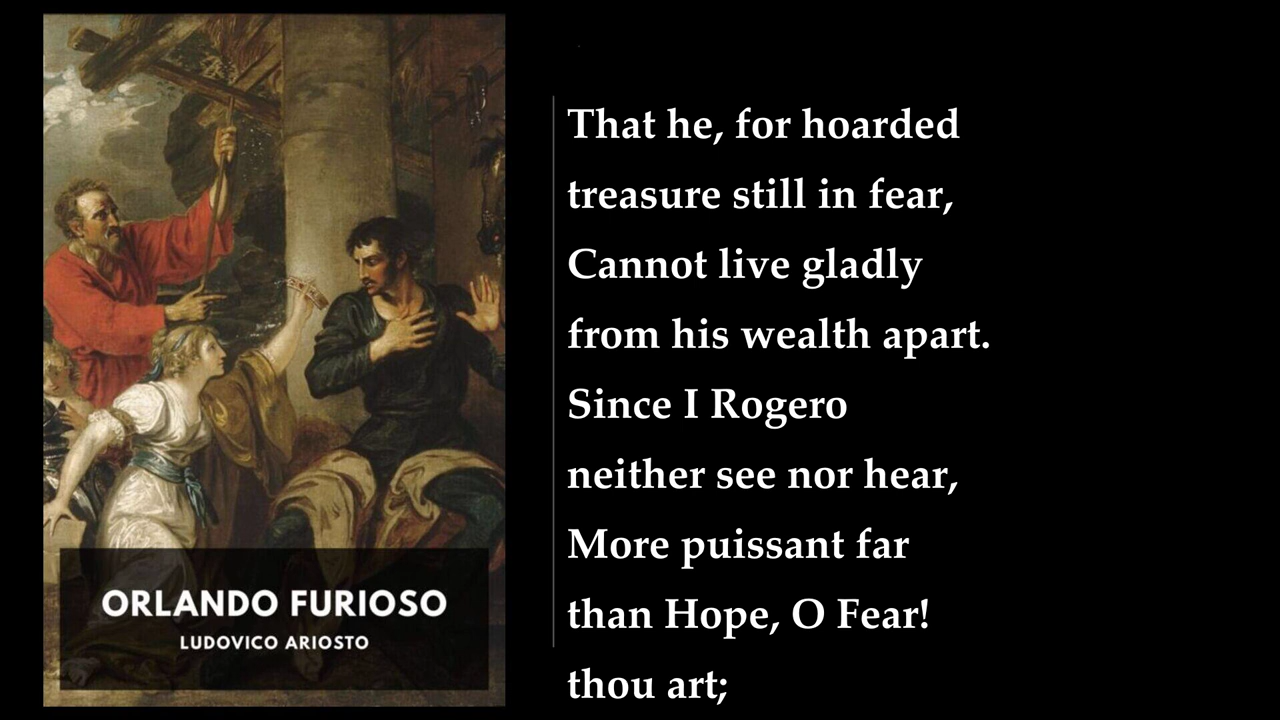 ORLANDO FURIOSO
LUDOVICO ARIOSTO
That he, for hoarded
treasure still in fear,
Cannot live gladly
from his wealth apart.
Since I Rogero
neither see nor hear,
More puissant far
than Hope, O Fear!
thou art;